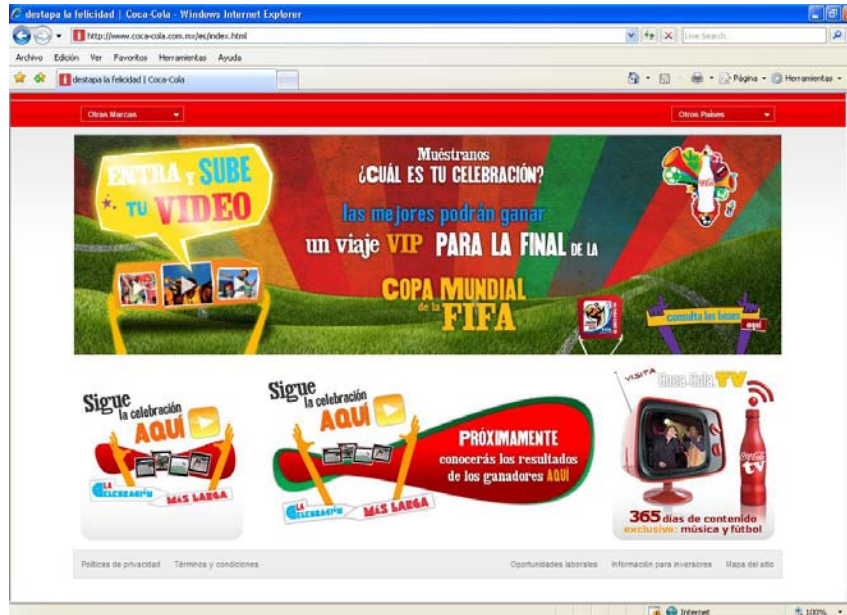 destapa la felicidad | Coca-Cola - Windows Internet Explorer
http://www.coca-cola.com.mx/es/index.html
Live Search
Archivo Edición Ver Favoritos Herramientas Ayuda
destapa la felicidad | Coca-Cola
Página
Herramientas
Otras Marcas
Otros Países
ENTRA Y SUBE
TU VIDEO
Muéstranos
¿CUÁL ES TU CELEBRACIÓN?
las mejores podrán ganar
un viaje VIP PARA LA FINAL DE LA
COPA MUNDIAL
de la FIFA
consulta las bases
aquí
Sigue
la celebración
AQUÍ
LA CELEBRACIÓN MÁS LARGA
Sigue
la celebración
AQUÍ
LA CELEBRACIÓN MÁS LARGA
PRÓXIMAMENTE
conocerás los resultados
de los ganadores AQUÍ
VISITA
Coca-Cola.TV
Coca-Cola
tv
365 días de contenido
exclusivo: música y fútbol
Políticas de privacidad Términos y condiciones
Oportunidades laborales Información para inversores Mapa del sitio
Internet
100%